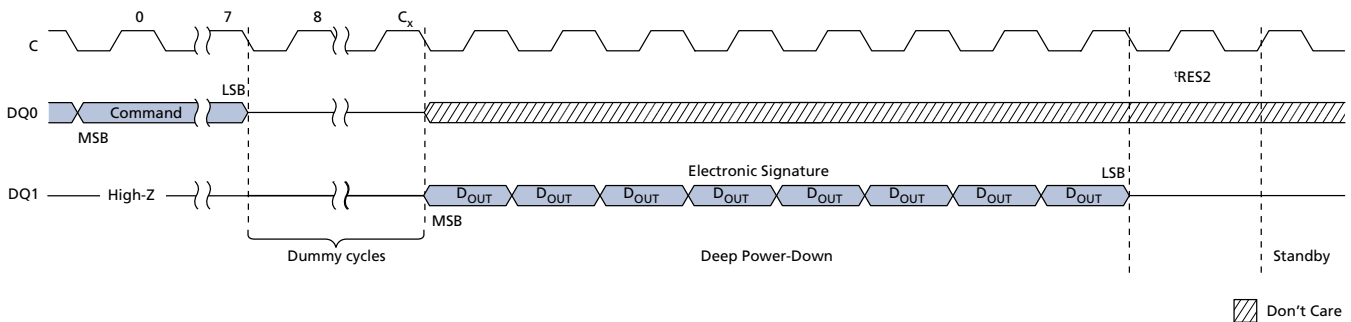 0 7 8 Cx
C
tRES2
LSB
DQ0 Command
MSB
Electronic Signature LSB
DQ1 High-Z DOUT DOUT DOUT DOUT DOUT DOUT DOUT DOUT
MSB
Dummy cycles Deep Power-Down Standby
Don't Care